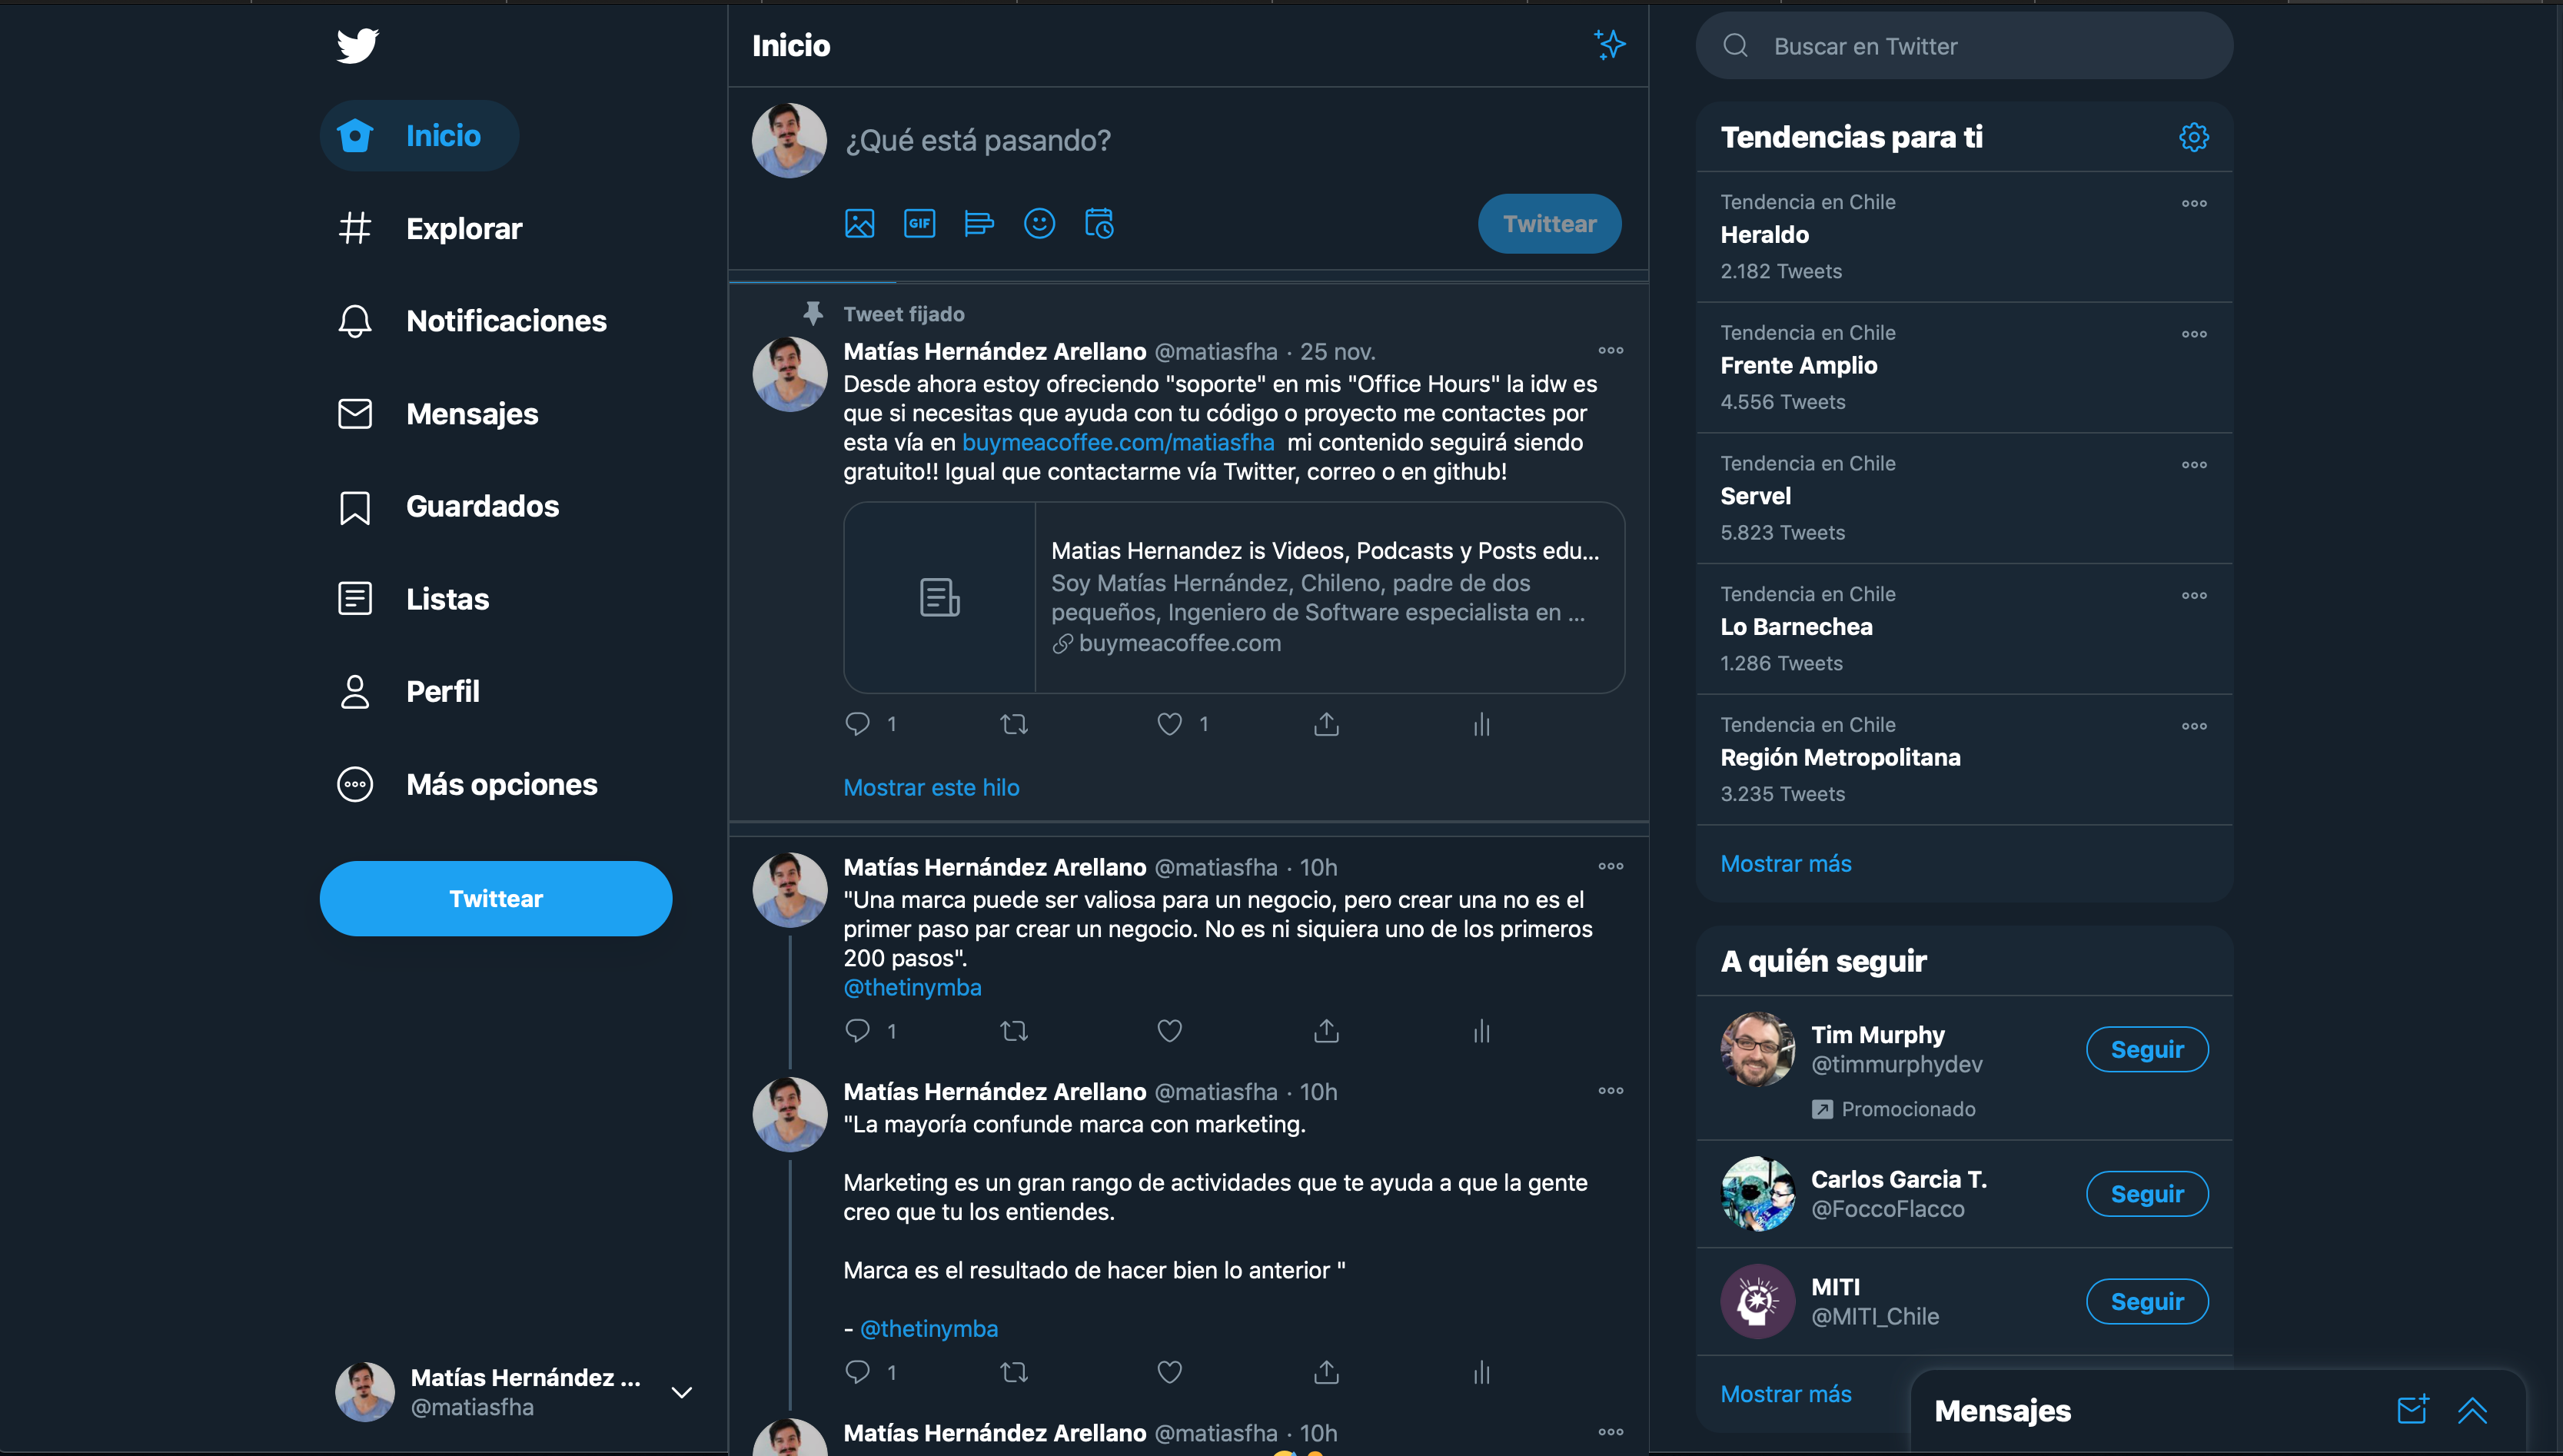 Inicio
Explorar
Notificaciones
Mensajes
Guardados
Listas
Perfil
Más opciones
Twittear
Matías Hernández ...
@matiasfha
Inicio
¿Qué está pasando?
GIF
Twittear
Tweet fijado
Matías Hernández Arellano @matiasfha · 25 nov.
Desde ahora estoy ofreciendo "soporte" en mis "Office Hours" la idw es
que si necesitas que ayuda con tu código o proyecto me contactes por
esta vía en buymeacoffee.com/matiasfha mi contenido seguirá siendo
gratuito!! Igual que contactarme vía Twitter, correo o en github!
Matias Hernandez is Videos, Podcasts y Posts edu...
Soy Matías Hernández, Chileno, padre de dos
pequeños, Ingeniero de Software especialista en ...
buymeacoffee.com
1
1
Mostrar este hilo
Matías Hernández Arellano @matiasfha · 10h
"Una marca puede ser valiosa para un negocio, pero crear una no es el
primer paso par crear un negocio. No es ni siquiera uno de los primeros
200 pasos".
@thetinymba
1
Matías Hernández Arellano @matiasfha · 10h
"La mayoría confunde marca con marketing.
Marketing es un gran rango de actividades que te ayuda a que la gente
creo que tu los entiendes.
Marca es el resultado de hacer bien lo anterior "
- @thetinymba
1
Matías Hernández Arellano @matiasfha · 10h
Buscar en Twitter
Tendencias para ti
Tendencia en Chile
Heraldo
2.182 Tweets
Tendencia en Chile
Frente Amplio
4.556 Tweets
Tendencia en Chile
Servel
5.823 Tweets
Tendencia en Chile
Lo Barnechea
1.286 Tweets
Tendencia en Chile
Región Metropolitana
3.235 Tweets
Mostrar más
A quién seguir
Tim Murphy
@timmurphydev
Seguir
Promocionado
Carlos Garcia T.
@FoccoFlacco
Seguir
MITI
@MITI_Chile
Seguir
Mostrar más
Mensajes